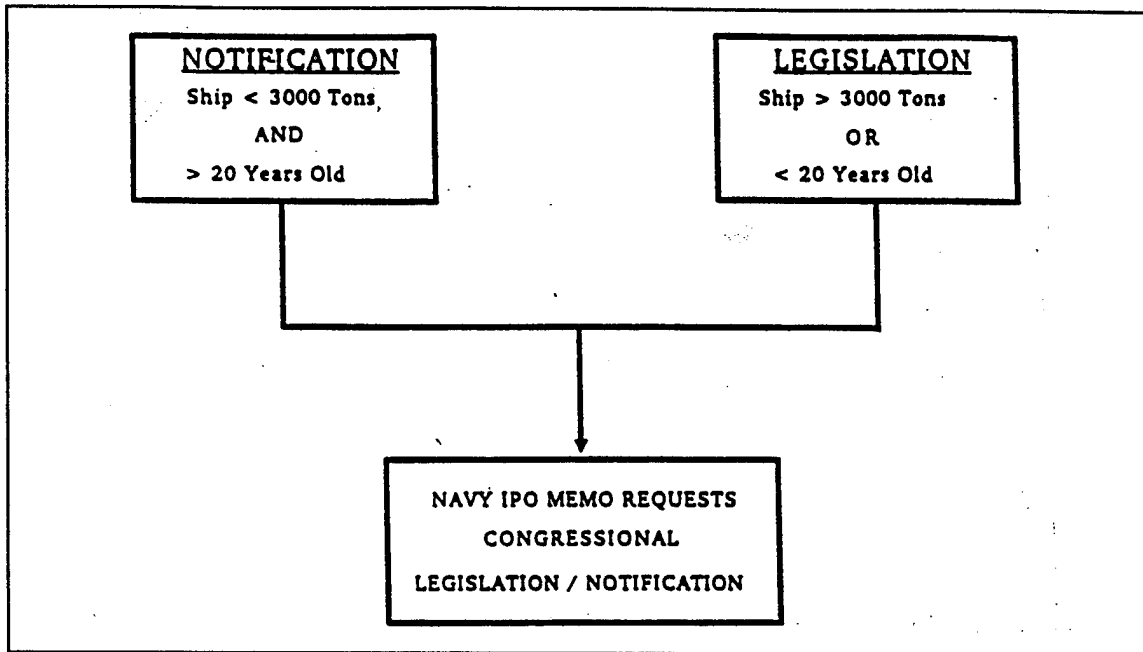 NOTIFICATION
Ship < 3000 Tons,
AND
> 20 Years Old
LEGISLATION
Ship > 3000 Tons
OR
< 20 Years Old
NAVY IPO MEMO REQUESTS
CONGRESSIONAL
LEGISLATION / NOTIFICATION